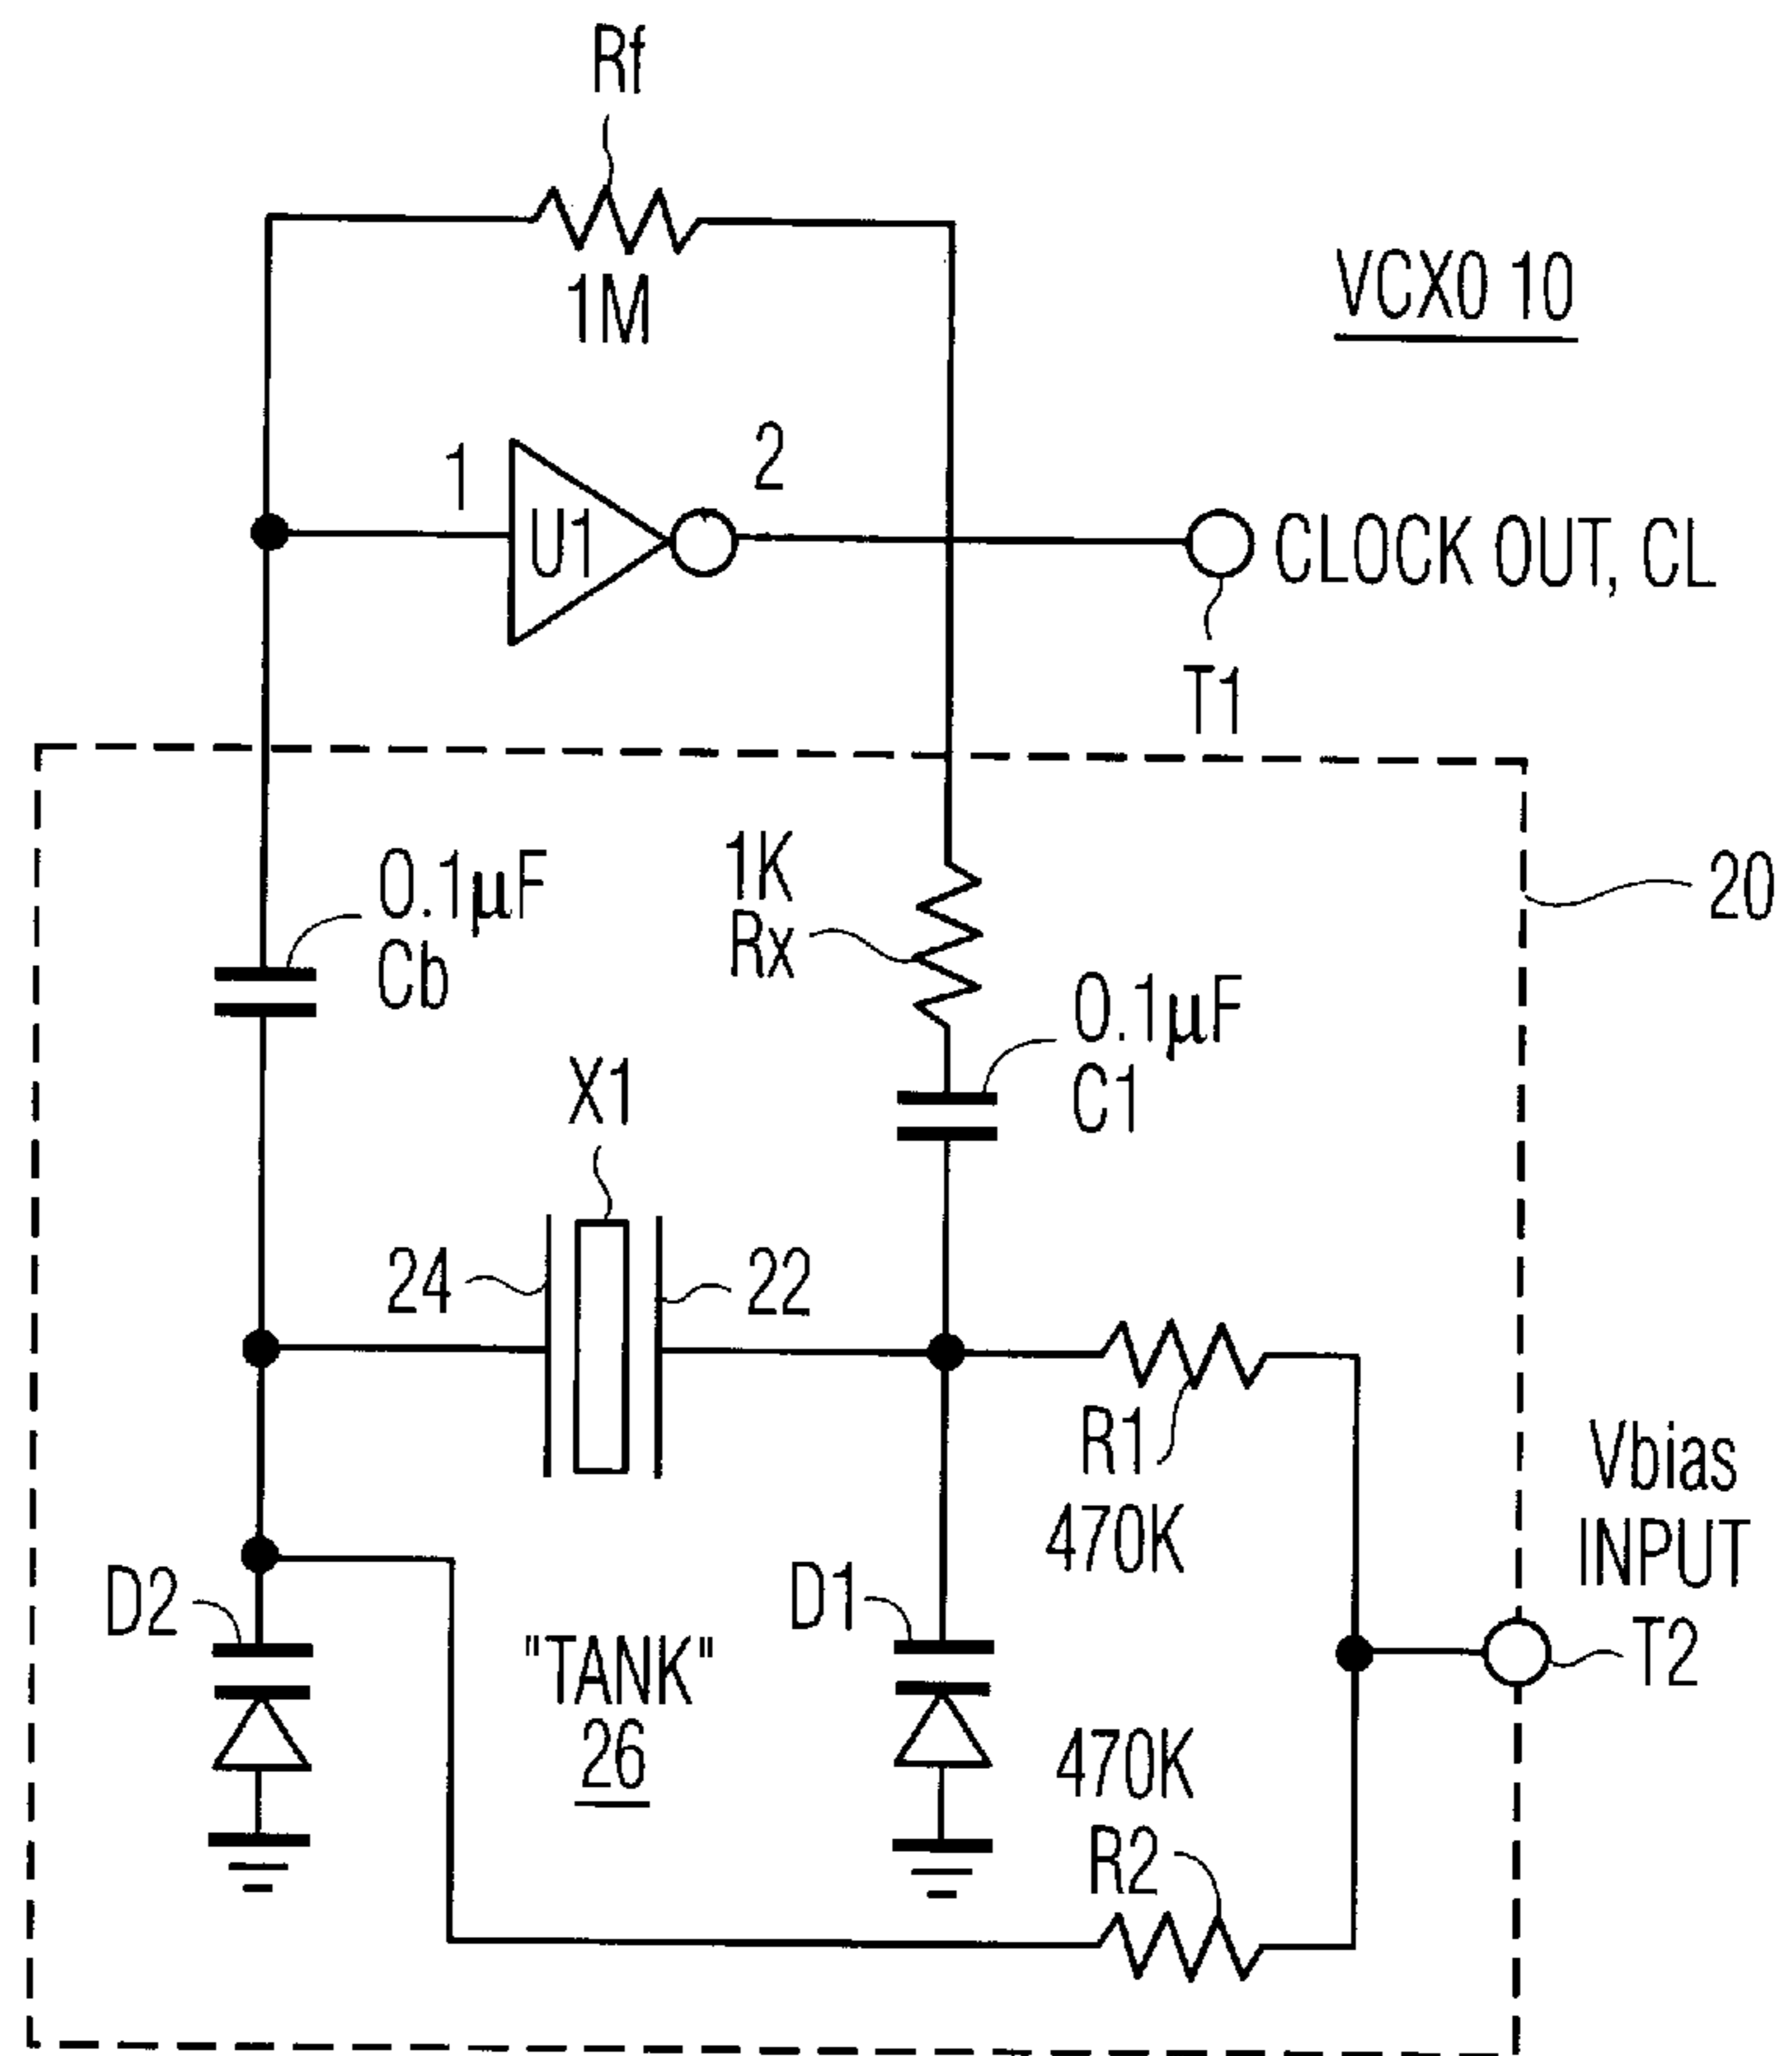 Rf
1M
VCXO 10
1
U1
2
CLOCK OUT, CL
T1
0.1μF
Cb
1K
Rx
20
0.1μF
C1
X1
24
22
R1
470K
Vbias
INPUT
T2
D2
"TANK"
26
D1
470K
R2